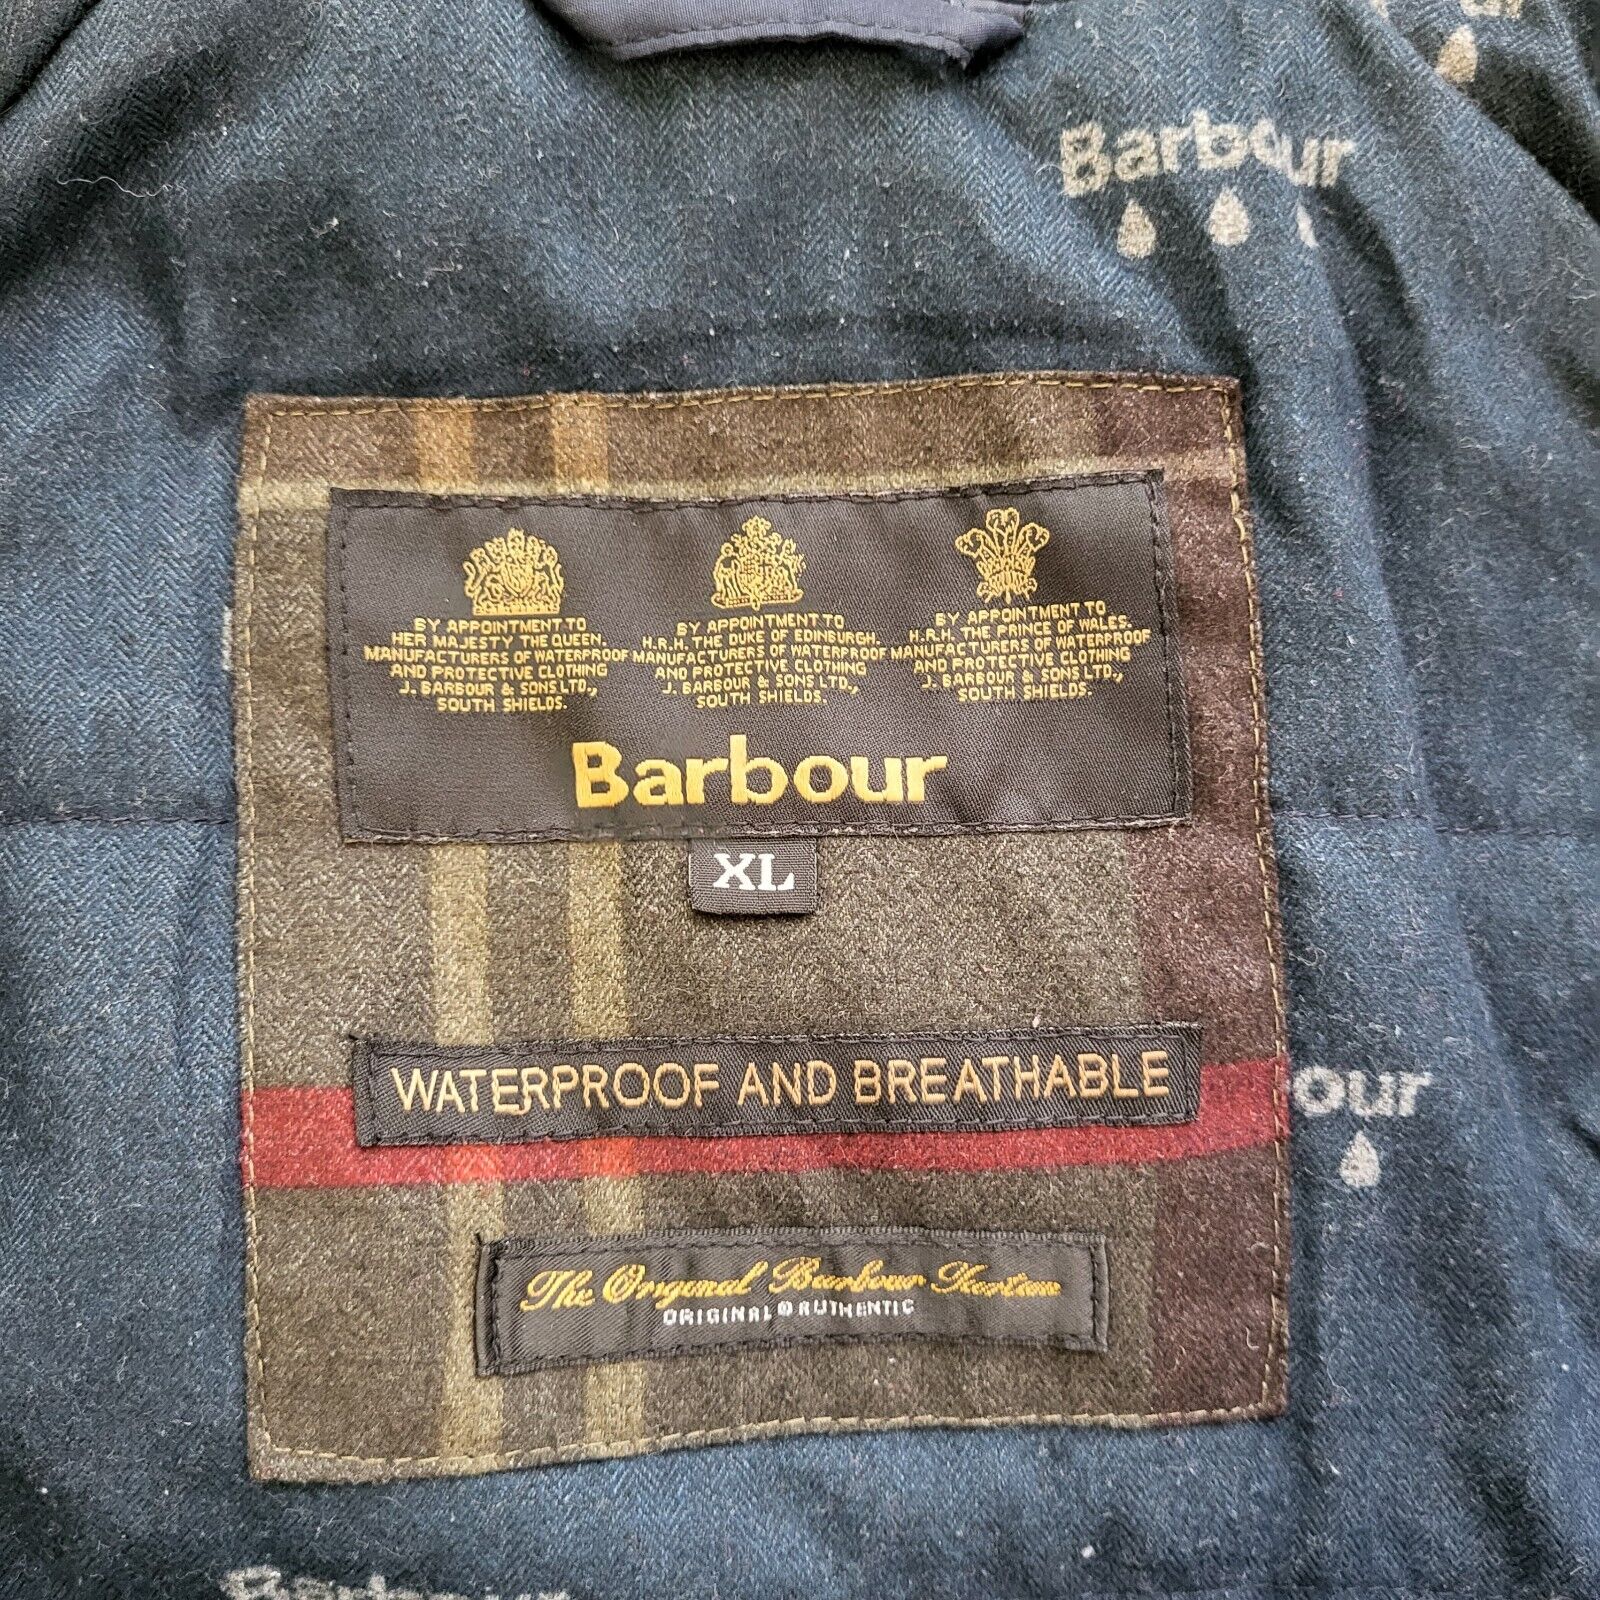 Barbour
BY APPOINTMENT TO
HER MAJESTY THE QUEEN.
MANUFACTURERS OF WATERPROOF
AND PROTECTIVE CLOTHING
J. BARBOUR & SONS LTD.,
SOUTH SHIELDS.
BY APPOINTMENT TO
H.R.H. THE DUKE OF EDINBURGH.
MANUFACTURERS OF WATERPROOF
AND PROTECTIVE CLOTHING
J. BARBOUR & SONS LTD.,
SOUTH SHIELDS.
BY APPOINTMENT TO
H.R.H. THE PRINCE OF WALES.
MANUFACTURERS OF WATERPROOF
AND PROTECTIVE CLOTHING
J. BARBOUR & SONS LTD.,
SOUTH SHIELDS.
Barbour
XL
WATERPROOF AND BREATHABLE
our
The Original Barbour Tartan
ORIGINAL & AUTHENTIC
Barbour